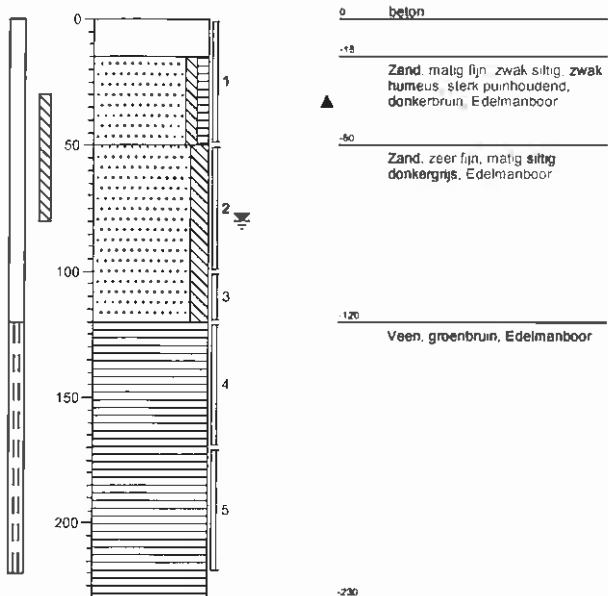 0
50
100
150
200
1
2
3
4
5
0
beton
-15
Zand, matig fijn, zwak siltig, zwak
humeus, sterk puinhoudend,
donkerbruin, Edelmanboor
-50
Zand, zeer fijn, matig siltig
donkergrijs, Edelmanboor
-120
Veen, groenbruin, Edelmanboor
-230